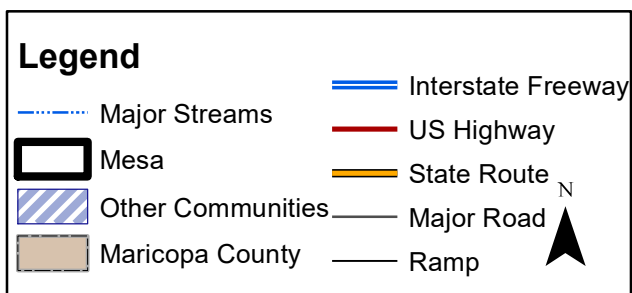 Legend
Major Streams
Mesa
Other Communities
Maricopa County
Interstate Freeway
US Highway
State Route
Major Road
Ramp
N